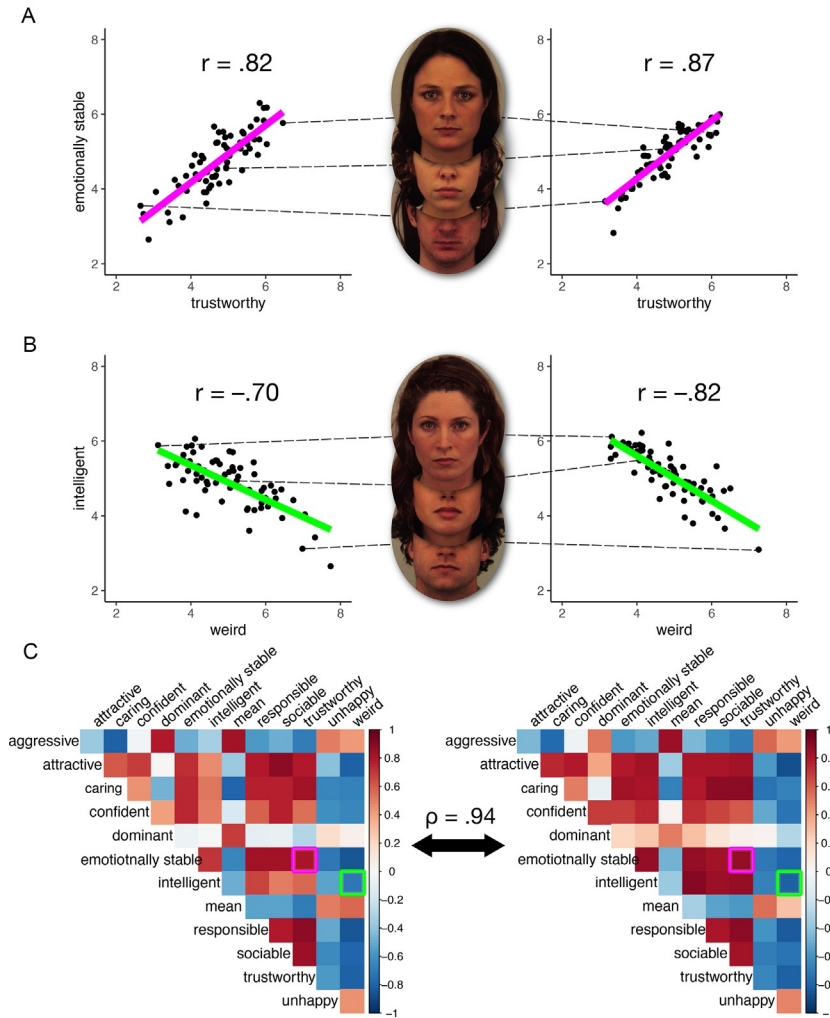 A
8
6
4
2
emotionally stable
r = .82
2 4 6 8
trustworthy
8
6
4
2
r = .87
2 4 6 8
trustworthy
B
8
6
4
2
intelligent
r = −.70
2 4 6 8
weird
8
6
4
2
r = −.82
2 4 6 8
weird
C
attractive
caring
confident
dominant
emotionally stable
intelligent
mean
responsible
sociable
trustworthy
unhappy
weird
aggressive
attractive
caring
confident
dominant
emotiotnally stable
intelligent
mean
responsible
sociable
trustworthy
unhappy
1
0.8
0.6
0.4
0.2
0
−0.2
−0.4
−0.6
−0.8
−1
ρ = .94
attractive
caring
confident
dominant
emotionally stable
intelligent
mean
responsible
sociable
trustworthy
unhappy
weird
aggressive
attractive
caring
confident
dominant
emotiotnally stable
intelligent
mean
responsible
sociable
trustworthy
unhappy